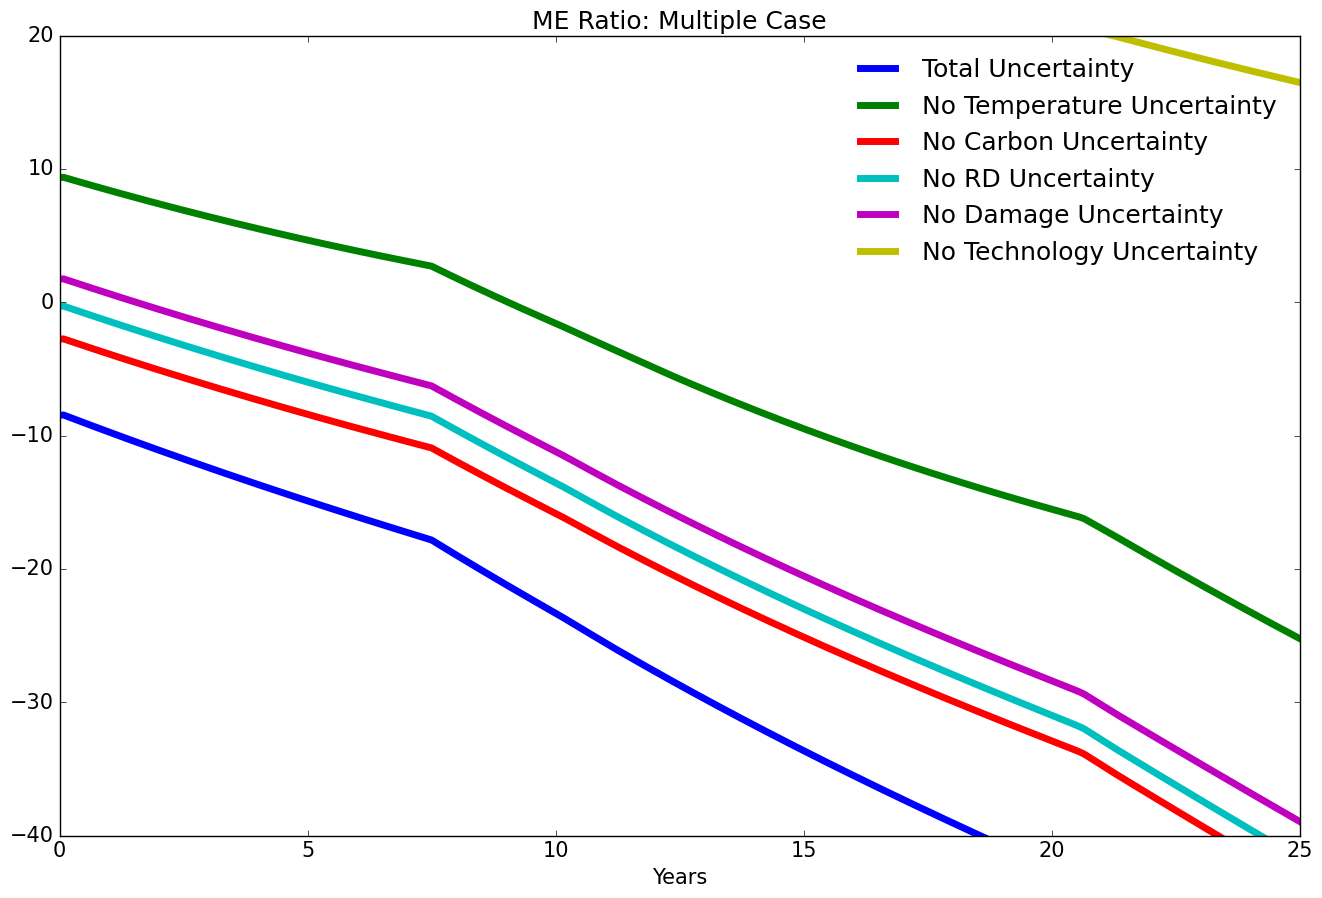 ME Ratio: Multiple Case
20
10
0
−10
−20
−30
−40
Total Uncertainty
No Temperature Uncertainty
No Carbon Uncertainty
No RD Uncertainty
No Damage Uncertainty
No Technology Uncertainty
0 5 10 15 20 25
Years